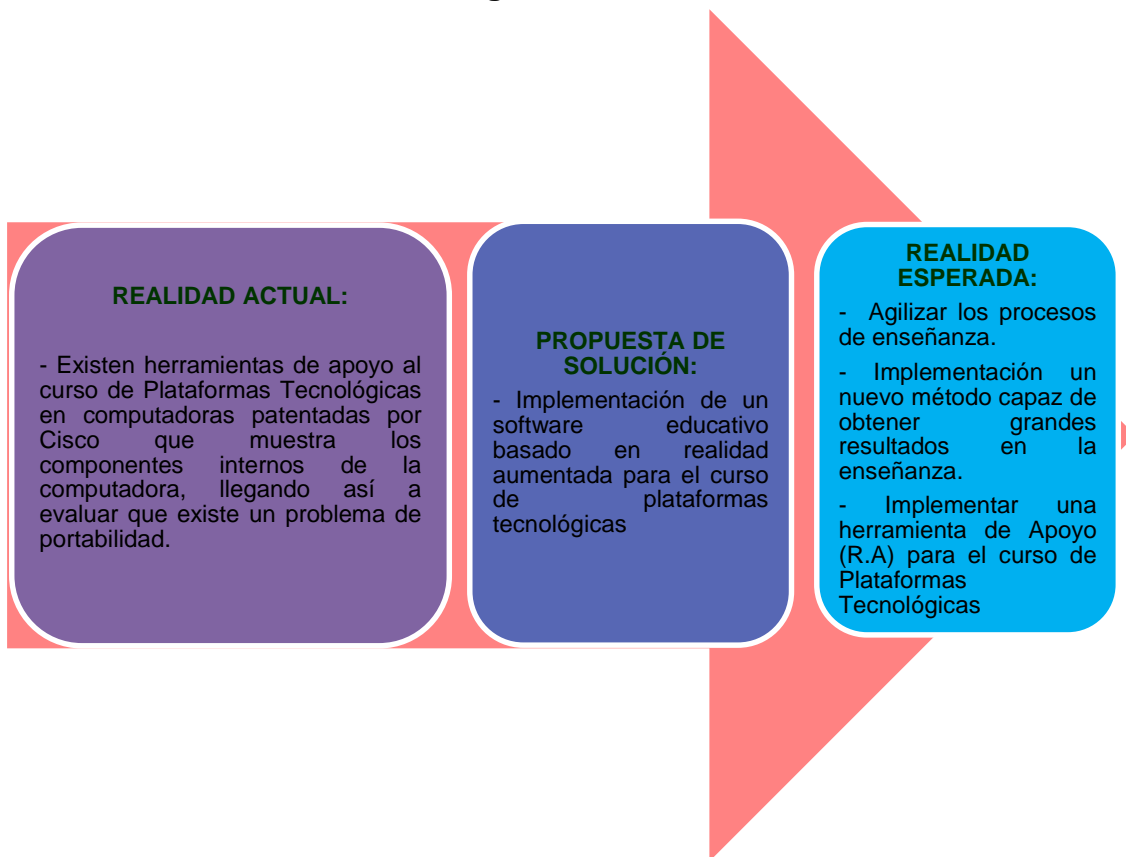 REALIDAD ACTUAL:
- Existen herramientas de apoyo al
curso de Plataformas Tecnológicas
en computadoras patentadas por
Cisco que muestra los
componentes internos de la
computadora, llegando así a
evaluar que existe un problema de
portabilidad.
PROPUESTA DE
SOLUCIÓN:
- Implementación de un
software educativo
basado en realidad
aumentada para el curso
de plataformas
tecnológicas
REALIDAD
ESPERADA:
- Agilizar los procesos
de enseñanza.
- Implementación un
nuevo método capaz de
obtener grandes
resultados en la
enseñanza.
- Implementar una
herramienta de Apoyo
(R.A) para el curso de
Plataformas
Tecnológicas